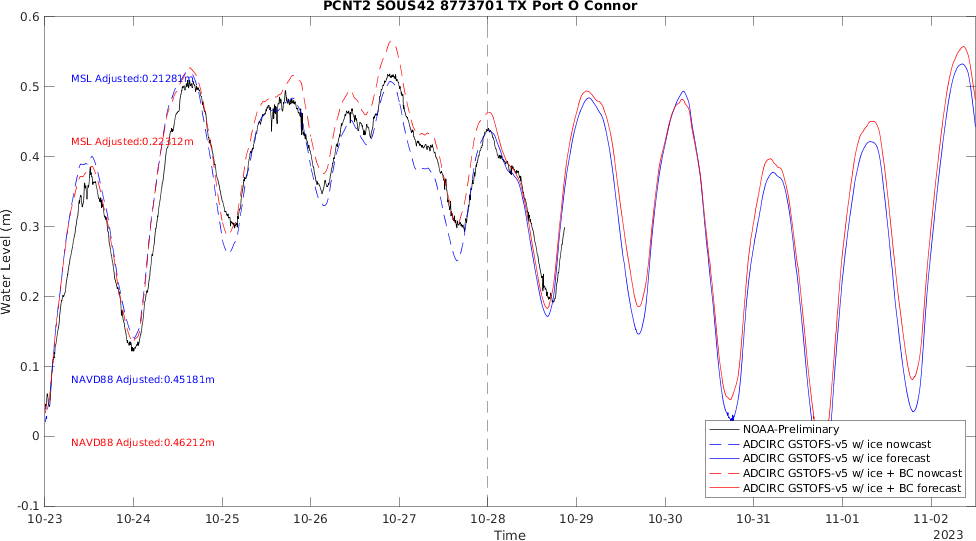 PCNT2 SOUS42 8773701 TX Port O Connor
0.6
0.5
0.4
0.3
0.2
0.1
0
-0.1
Water Level (m)
MSL Adjusted:0.21281m
MSL Adjusted:0.22312m
NAVD88 Adjusted:0.45181m
NAVD88 Adjusted:0.46212m
NOAA-Preliminary
ADCIRC GSTOFS-v5 w/ ice nowcast
ADCIRC GSTOFS-v5 w/ ice forecast
ADCIRC GSTOFS-v5 w/ ice + BC nowcast
ADCIRC GSTOFS-v5 w/ ice + BC forecast
10-23 10-24 10-25 10-26 10-27 10-28 10-29 10-30 10-31 11-01 11-02
Time
2023